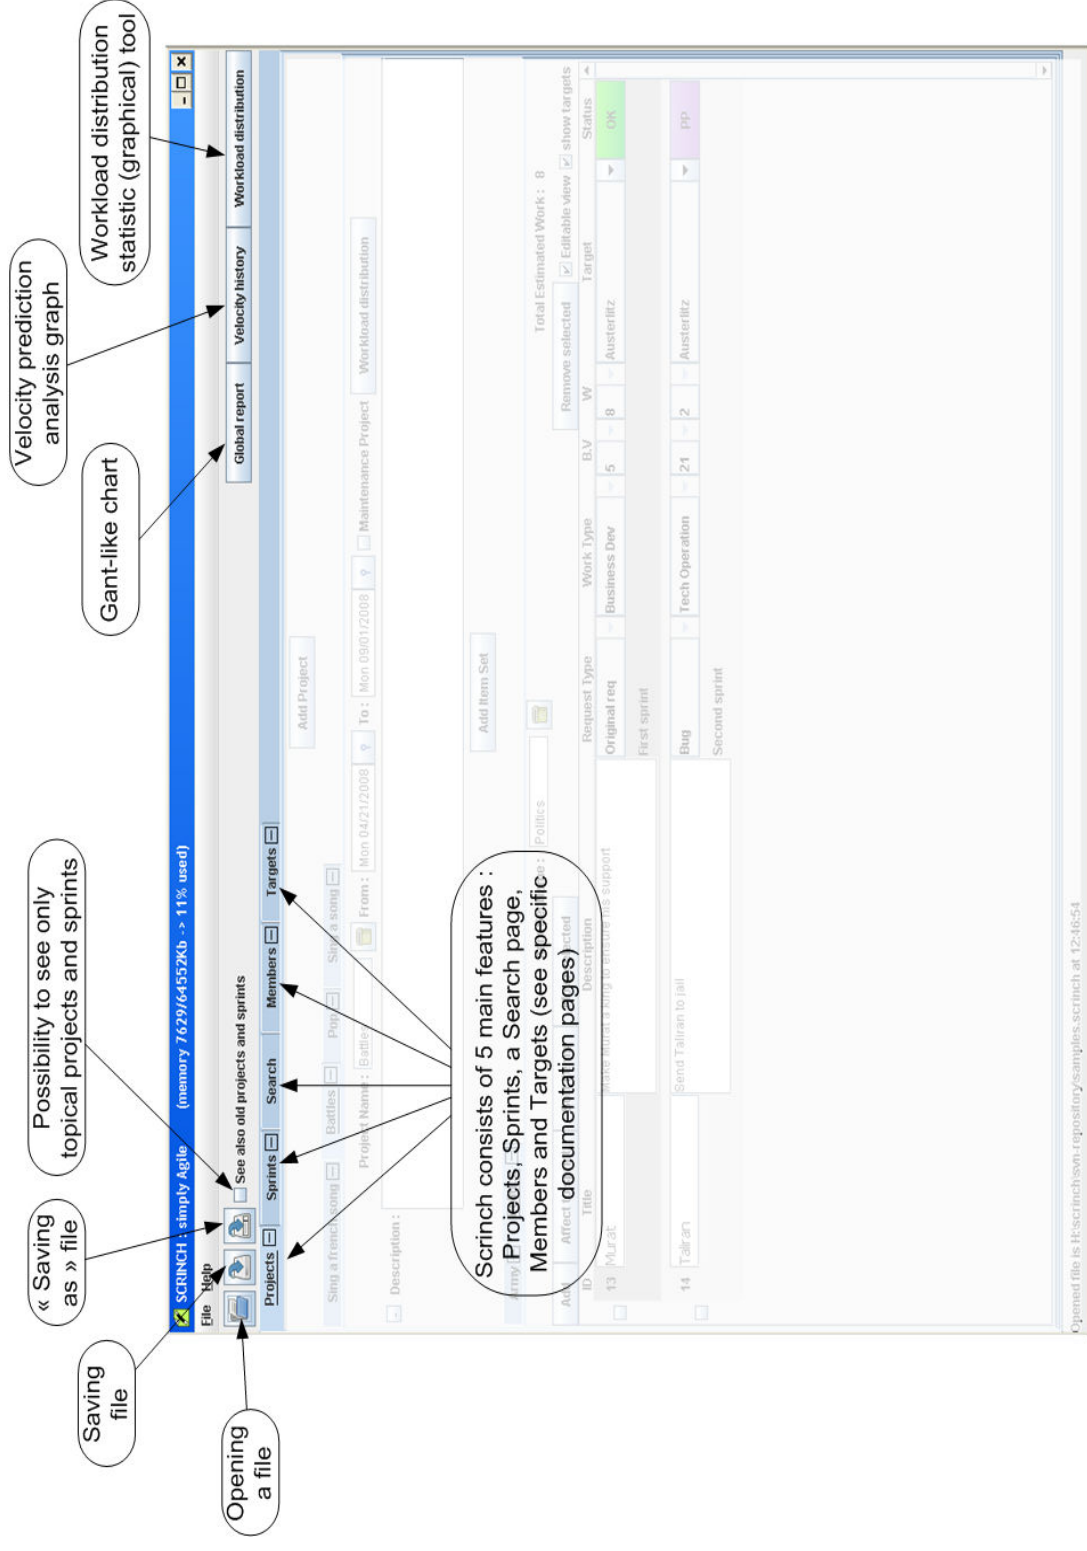 Velocity prediction
analysis graph
Workload distribution
statistic (graphical) tool
Gant-like chart
Possibility to see only
topical projects and sprints
« Saving
as » file
Saving
file
Opening
a file
SCRINCH : simply Agile (memory 7629/64552Kb -> 11% used)
File Help
See also old projects and sprints Global report Velocity history Workload distribution
Projects Sprints Search Members Targets
Add Project
Sing a french song Battles Pop Sing a song
Project Name : Battles From : Mon 04/21/2008 To : Mon 09/01/2008 Maintenance Project Workload distribution
Description :
Add Item Set
Army
Politics Total Estimated Work : 8
Add Affect Remove selected Editable view show targets
ID Title Description Request Type Work Type B.V W Target Status
13 Murat Make Murat a king to ensure his support Original req Business Dev 5 8 Austerlitz OK
First sprint
14 Talran Send Taliran to jail Bug Tech Operation 21 2 Austerlitz PP
Second sprint
Scrinch consists of 5 main features :
Projects, Sprints, a Search page,
Members and Targets (see specific
documentation pages)
Opened file is H:\scrinch\svn-repository\samples.scrinch at 12:46:54